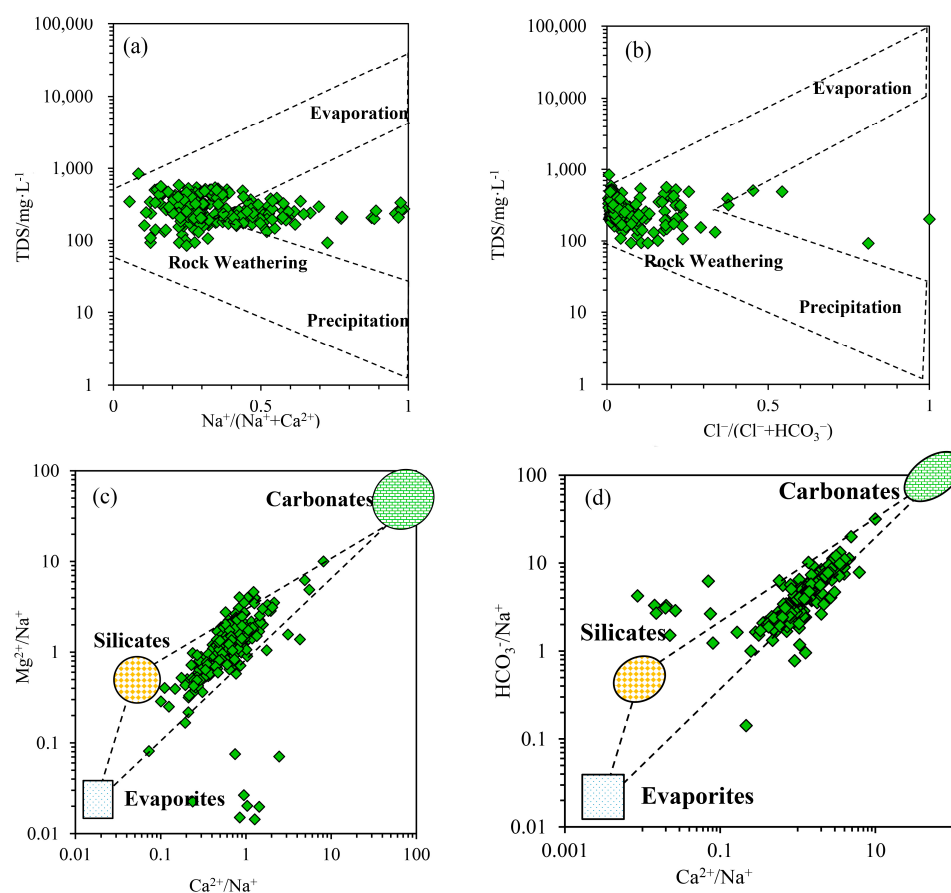 100,000
(a)
10,000
Evaporation
1,000
TDS/mg·L⁻¹
100
Rock Weathering
10
Precipitation
1
0
0.5
1
Na⁺/(Na⁺+Ca²⁺)
100,000
(b)
10,000
Evaporation
1,000
TDS/mg·L⁻¹
100
Rock Weathering
10
Precipitation
1
0
0.5
1
Cl⁻/(Cl⁻+HCO₃⁻)
100
(c)
Carbonates
10
Mg²⁺/Na⁺
Silicates
1
0.1
Evaporites
0.01
0.01
0.1
1
10
100
Ca²⁺/Na⁺
100
(d)
Carbonates
10
HCO₃⁻/Na⁺
Silicates
1
0.1
Evaporites
0.01
0.001
0.1
10
Ca²⁺/Na⁺